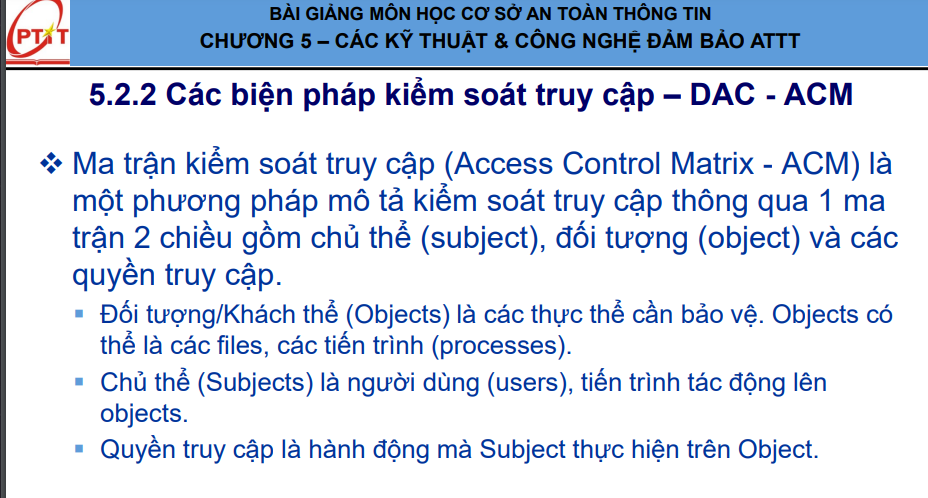 PTIT
BÀI GIẢNG MÔN HỌC CƠ SỞ AN TOÀN THÔNG TIN
CHƯƠNG 5 – CÁC KỸ THUẬT & CÔNG NGHỆ ĐẢM BẢO ATTT
5.2.2 Các biện pháp kiểm soát truy cập – DAC - ACM
❖ Ma trận kiểm soát truy cập (Access Control Matrix - ACM) là
một phương pháp mô tả kiểm soát truy cập thông qua 1 ma
trận 2 chiều gồm chủ thể (subject), đối tượng (object) và các
quyền truy cập.
▪ Đối tượng/Khách thể (Objects) là các thực thể cần bảo vệ. Objects có
thể là các files, các tiến trình (processes).
▪ Chủ thể (Subjects) là người dùng (users), tiến trình tác động lên
objects.
▪ Quyền truy cập là hành động mà Subject thực hiện trên Object.